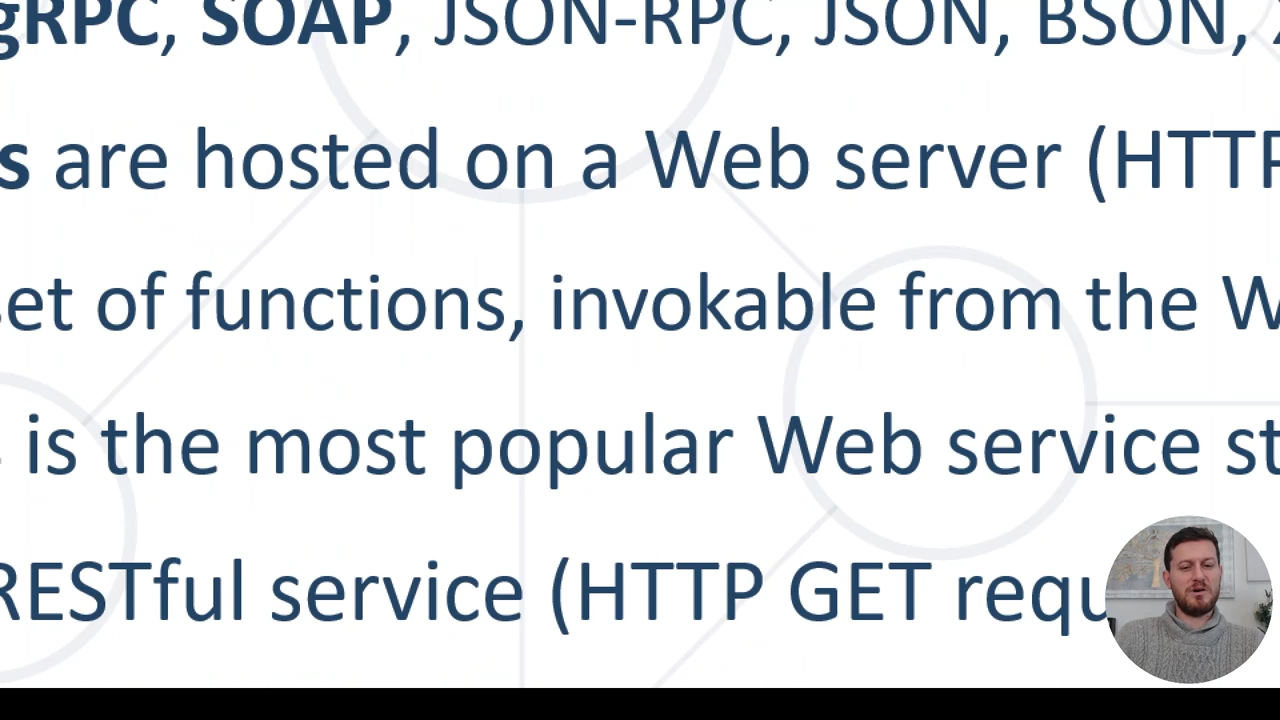 gRPC, SOAP, JSON-RPC, JSON, BSON,
s are hosted on a Web server (HTTP
set of functions, invokable from the W
is the most popular Web service st
RESTful service (HTTP GET requ